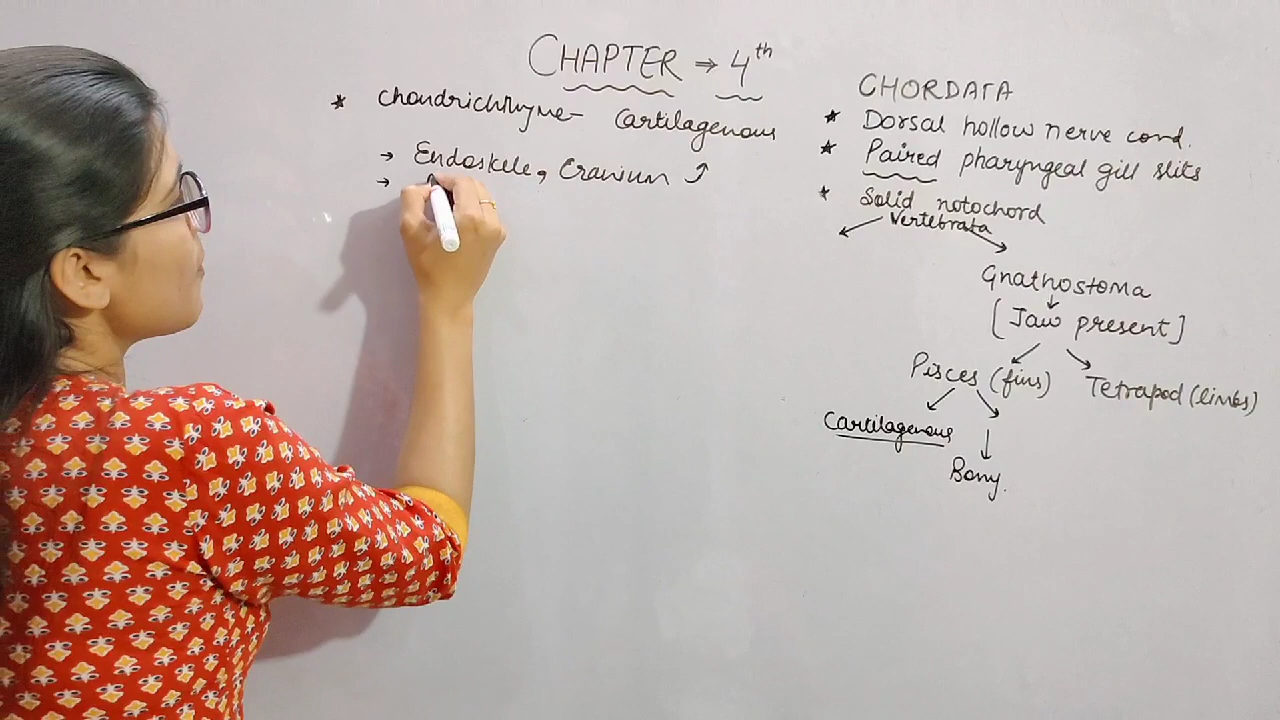 CHAPTER ⇒ 4th
* Chondrichthyne - Cartilagenous
→ Endoskele, Cranium ⤴
→
CHORDATA
* Dorsal hollow nerve cord.
* Paired pharyngeal gill slits
* Solid notochord
Vertebrata
Gnathostoma
↓
[Jaw present]
Pisces (fins)
Tetrapod (limbs)
Cartilagenous
↓
Bony.